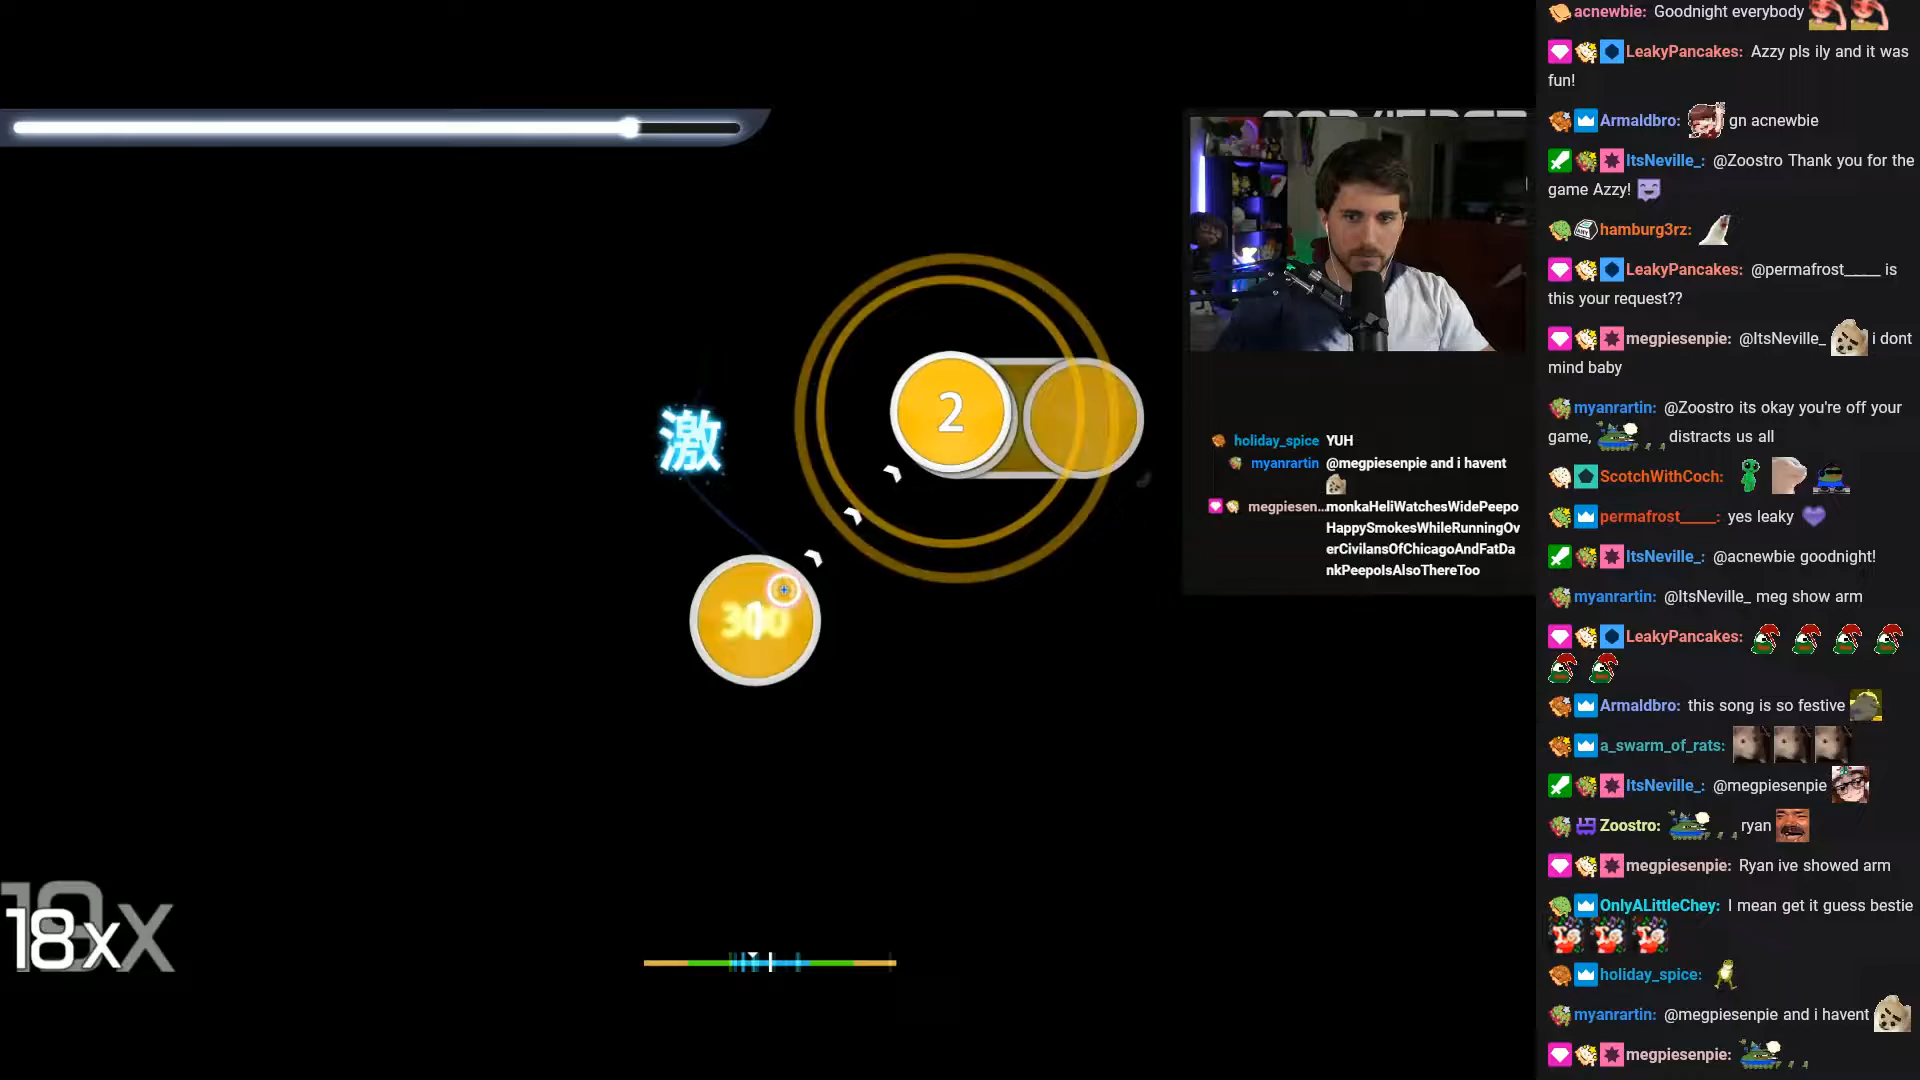 acnewbie: Goodnight everybody
LeakyPancakes: Azzy pls ily and it was
fun!
Armaldbro: gn acnewbie
ItsNeville_: @Zoostro Thank you for the
game Azzy!
hamburg3rz:
LeakyPancakes: @permafrost_____ is
this your request??
megpiesenpie: @ItsNeville_ i dont
mind baby
myanrartin: @Zoostro its okay you're off your
game, distracts us all
ScotchWithCoch:
permafrost_____: yes leaky
ItsNeville_: @acnewbie goodnight!
myanrartin: @ItsNeville_ meg show arm
LeakyPancakes:
Armaldbro: this song is so festive
a_swarm_of_rats:
ItsNeville_: @megpiesenpie
Zoostro: ryan
megpiesenpie: Ryan ive showed arm
OnlyALittleChey: I mean get it guess bestie
holiday_spice:
myanrartin: @megpiesenpie and i havent
megpiesenpie:
holiday_spice YUH
myanrartin @megpiesenpie and i havent
megpiesen... monkaHeliWatchesWidePeepo
HappySmokesWhileRunningOv
erCivilansOfChicagoAndFatDa
nkPeepoIsAlsoThereToo
2
激
300
18x